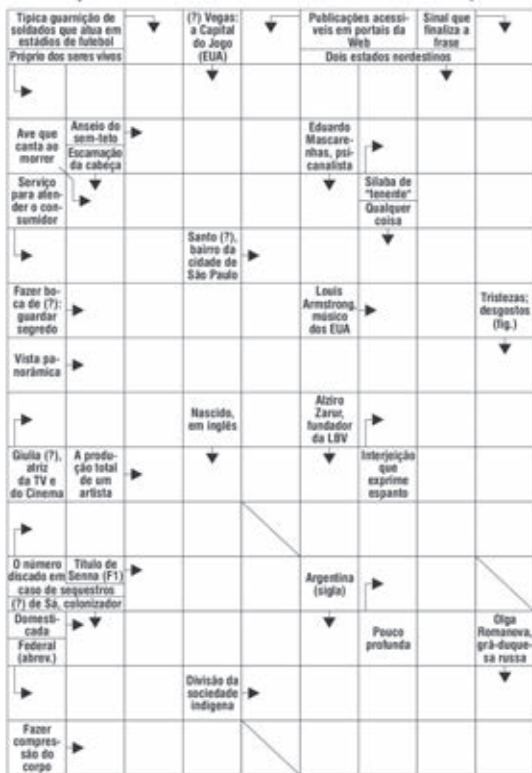 Típica guarnição de
soldados que atua em
estádios de futebol
Próprio dos seres vivos
(?) Vegas:
a Capital
do Jogo
(EUA)
Publicações acessí-
veis em portais da
Web
Dois estados nordestinos
Sinal que
finaliza a
frase
Ave que
canta ao
morrer
Anseio do
sem-teto
Escamação
da cabeça
Eduardo
Mascare-
nhas, psi-
canalista
Serviço
para aten-
der o con-
sumidor
Sílaba de
"tenente"
Qualquer
coisa
Santo (?),
bairro da
cidade de
São Paulo
Fazer bo-
ca de (?):
guardar
segredo
Louis
Armstrong,
músico
dos EUA
Tristezas;
desgostos
(fig.)
Vista pa-
norâmica
Nascido,
em inglês
Alziro
Zarur,
fundador
da LBV
Giulia (?),
atriz
da TV e
do Cinema
A produ-
ção total
de um
artista
Interjeição
que
exprime
espanto
O número
discado em
caso de sequestros
Título de
Senna (F1)
(?) de Sá, colonizador
Argentina
(sigla)
Domesti-
cada
Federal
(abrev.)
Pouco
profunda
Olga
Romanova,
grã-duque-
sa russa
Divisão da
sociedade
indígena
Fazer
compres-
são do
corpo